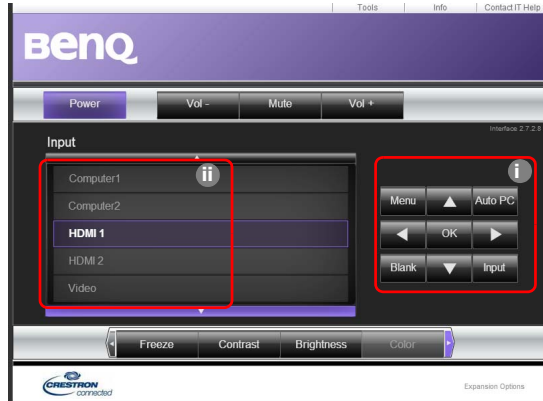 Tools Info Contact IT Help
BenQ
Power Vol - Mute Vol +
Interface 2.7.2.8
Input
i
ii
Computer1
Computer2
Menu Auto PC
HDMI 1
OK
HDMI 2
Blank Input
Video
Freeze Contrast Brightness Color
CRESTRON
connected
Expansion Options